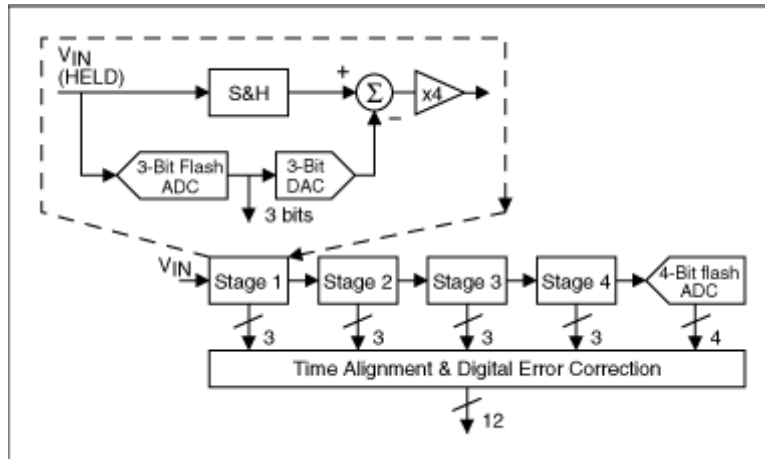 VIN
(HELD)
S&H
+
Σ
−
x4
3-Bit Flash
ADC
3-Bit
DAC
3 bits
VIN
Stage 1
Stage 2
Stage 3
Stage 4
4-Bit flash
ADC
3
3
3
3
4
Time Alignment & Digital Error Correction
12